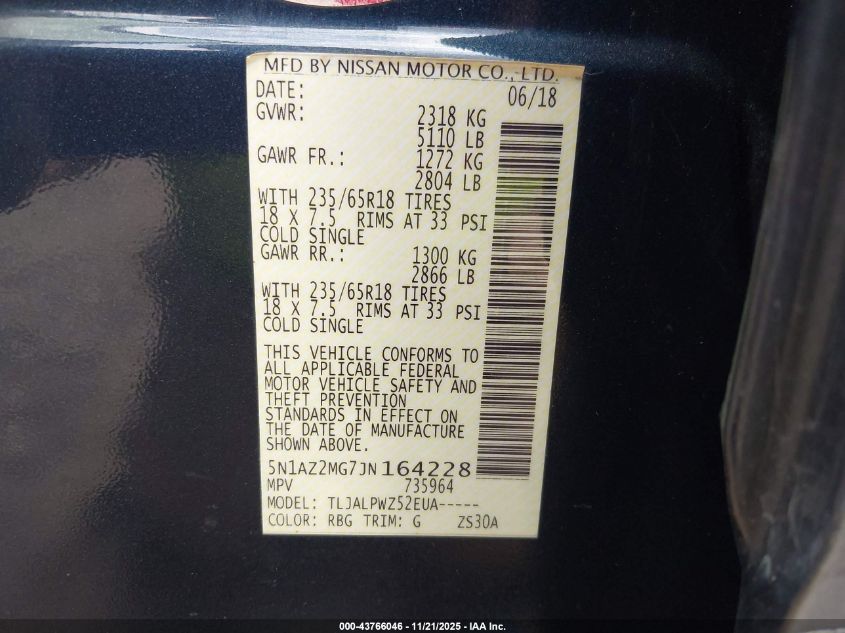 MFD BY NISSAN MOTOR CO., LTD.
DATE: 06/18
GVWR: 2318 KG
5110 LB
GAWR FR.: 1272 KG
2804 LB
WITH 235/65R18 TIRES
18 X 7.5 RIMS AT 33 PSI
COLD SINGLE
GAWR RR.: 1300 KG
2866 LB
WITH 235/65R18 TIRES
18 X 7.5 RIMS AT 33 PSI
COLD SINGLE
THIS VEHICLE CONFORMS TO
ALL APPLICABLE FEDERAL
MOTOR VEHICLE SAFETY AND
THEFT PREVENTION
STANDARDS IN EFFECT ON
THE DATE OF MANUFACTURE
SHOWN ABOVE.
5N1AZ2MG7JN164228
MPV 735964
MODEL: TLJALPWZ52EUA-----
COLOR: RBG TRIM: G ZS30A
000-43766046 - 11/21/2025 - IAA Inc.